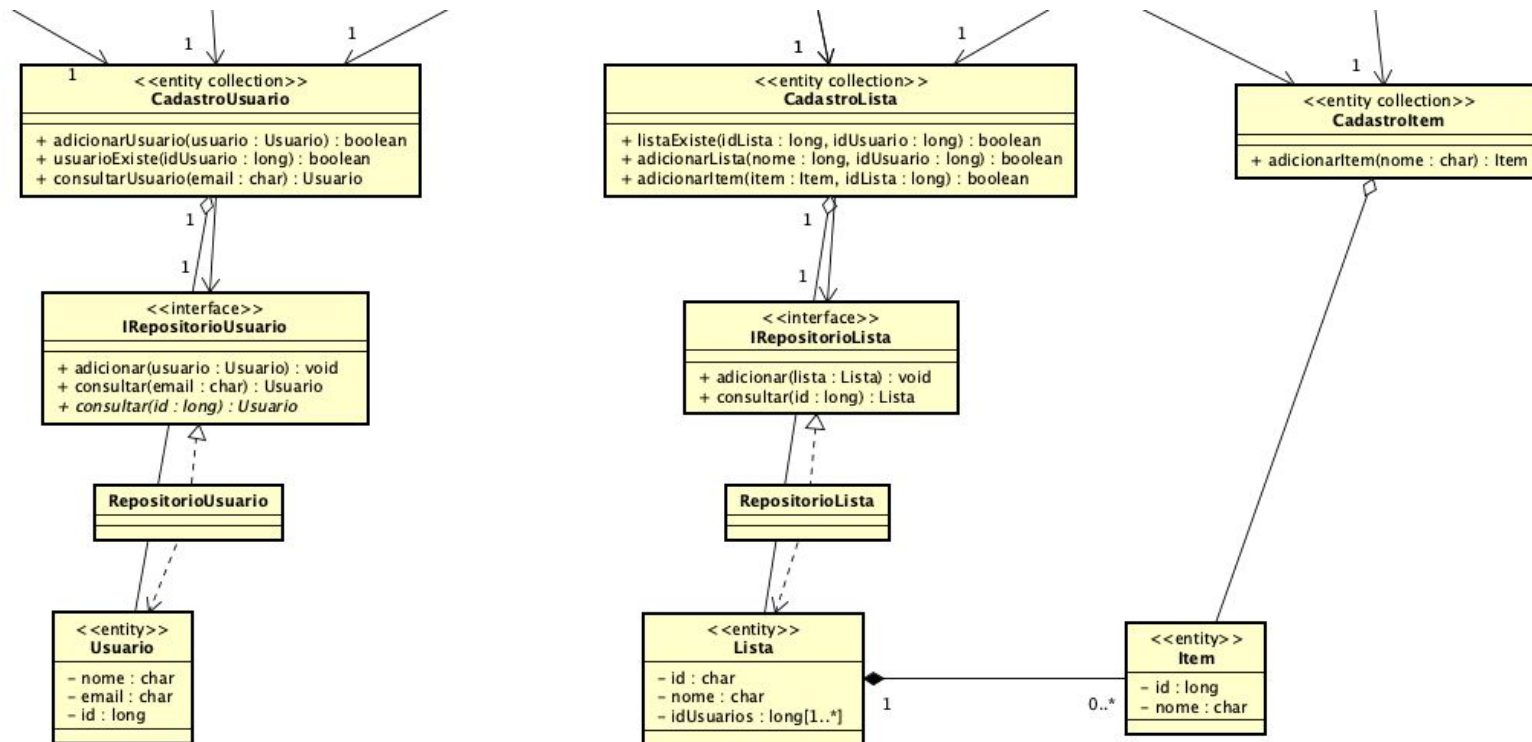 1
1
1
<<entity collection>>
CadastroUsuario
+ adicionarUsuario(usuario : Usuario) : boolean
+ usuarioExiste(idUsuario : long) : boolean
+ consultarUsuario(email : char) : Usuario
1
1
<<interface>>
IRepositorioUsuario
+ adicionar(usuario : Usuario) : void
+ consultar(email : char) : Usuario
+ consultar(id : long) : Usuario
RepositorioUsuario
<<entity>>
Usuario
- nome : char
- email : char
- id : long
1
1
<<entity collection>>
CadastroLista
+ listaExiste(idLista : long, idUsuario : long) : boolean
+ adicionarLista(nome : long, idUsuario : long) : boolean
+ adicionarItem(item : Item, idLista : long) : boolean
1
1
<<interface>>
IRepositorioLista
+ adicionar(lista : Lista) : void
+ consultar(id : long) : Lista
RepositorioLista
<<entity>>
Lista
- id : char
- nome : char
- idUsuarios : long[1..*]
1
0..*
1
<<entity collection>>
CadastroItem
+ adicionarItem(nome : char) : Item
<<entity>>
Item
- id : long
- nome : char